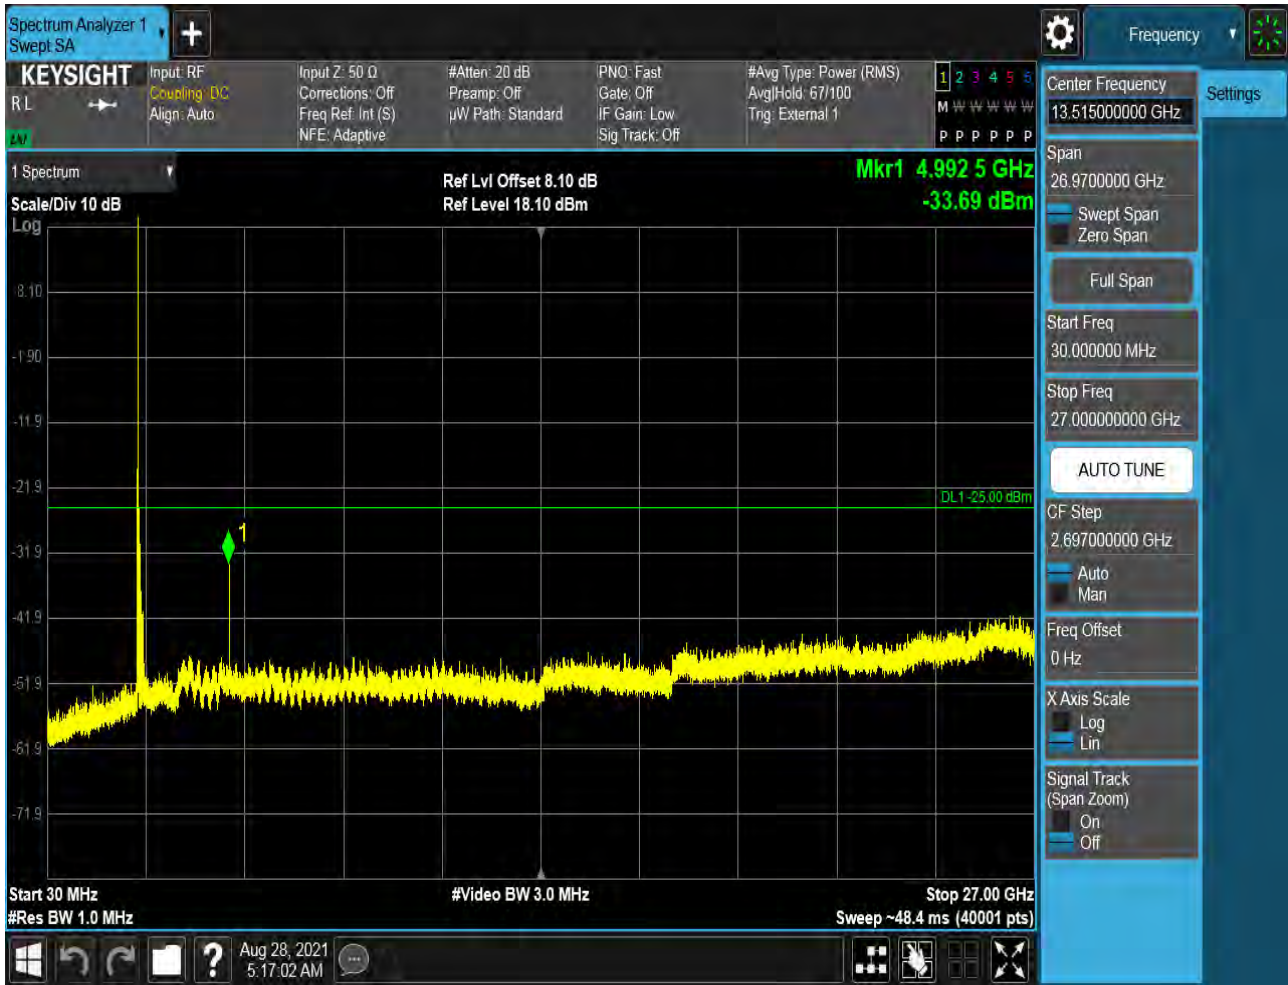 Spectrum Analyzer 1
Swept SA
Frequency
KEYSIGHT
R L
Input: RF
Coupling: DC
Align: Auto
Input Z: 50 Ω
Corrections: Off
Freq Ref: Int (S)
NFE: Adaptive
#Atten: 20 dB
Preamp: Off
µW Path: Standard
PNO: Fast
Gate: Off
IF Gain: Low
Sig Track: Off
#Avg Type: Power (RMS)
Avg|Hold: 67/100
Trig: External 1
1 2 3 4 5 6
M W W W W W
P P P P P P
1 Spectrum
Scale/Div 10 dB
Log
Ref Lvl Offset 8.10 dB
Ref Level 18.10 dBm
Mkr1 4.992 5 GHz
-33.69 dBm
8.10
-1.90
-11.9
-21.9
-31.9
-41.9
-51.9
-61.9
-71.9
DL1 -25.00 dBm
1
Start 30 MHz
#Res BW 1.0 MHz
#Video BW 3.0 MHz
Stop 27.00 GHz
Sweep ~48.4 ms (40001 pts)
Aug 28, 2021
5:17:02 AM
Center Frequency
13.515000000 GHz
Settings
Span
26.9700000 GHz
Swept Span
Zero Span
Full Span
Start Freq
30.000000 MHz
Stop Freq
27.000000000 GHz
AUTO TUNE
CF Step
2.697000000 GHz
Auto
Man
Freq Offset
0 Hz
X Axis Scale
Log
Lin
Signal Track
(Span Zoom)
On
Off